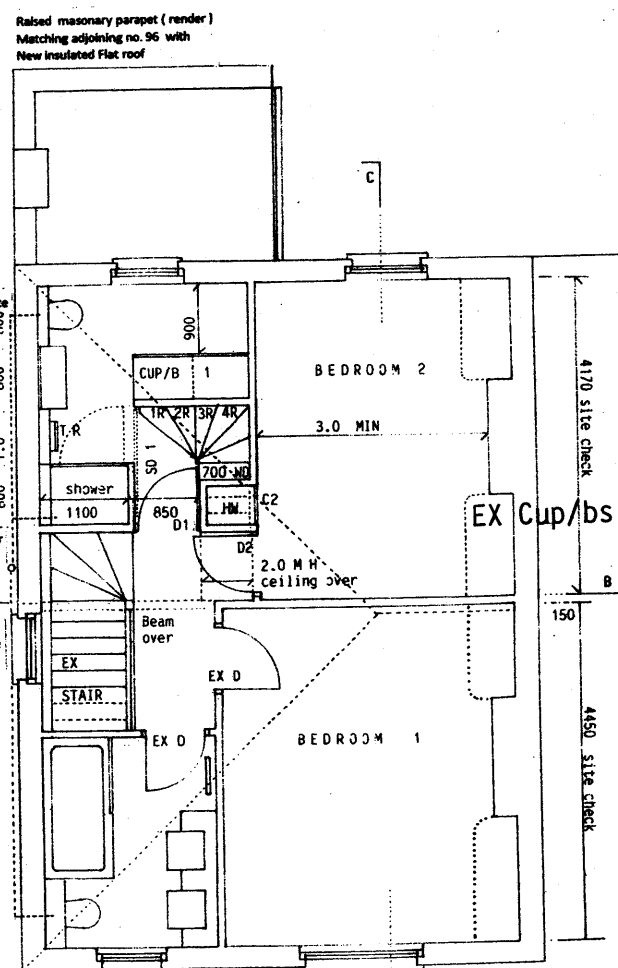 Raised masonary parapet ( render )
Matching adjoining no. 96 with
New insulated Flat roof
C
900
CUP/B 1
BEDROOM 2
4170 site check
1R 2R 3R 4R
3.0 MIN
T R
SD 1
700 WD
shower
HW
C2
EX Cup/bs
1100
850
D1
D2
2.0 M H
ceiling over
B
150
Beam
over
EX
STAIR
EX D
EX D
BEDROOM 1
4450 site check